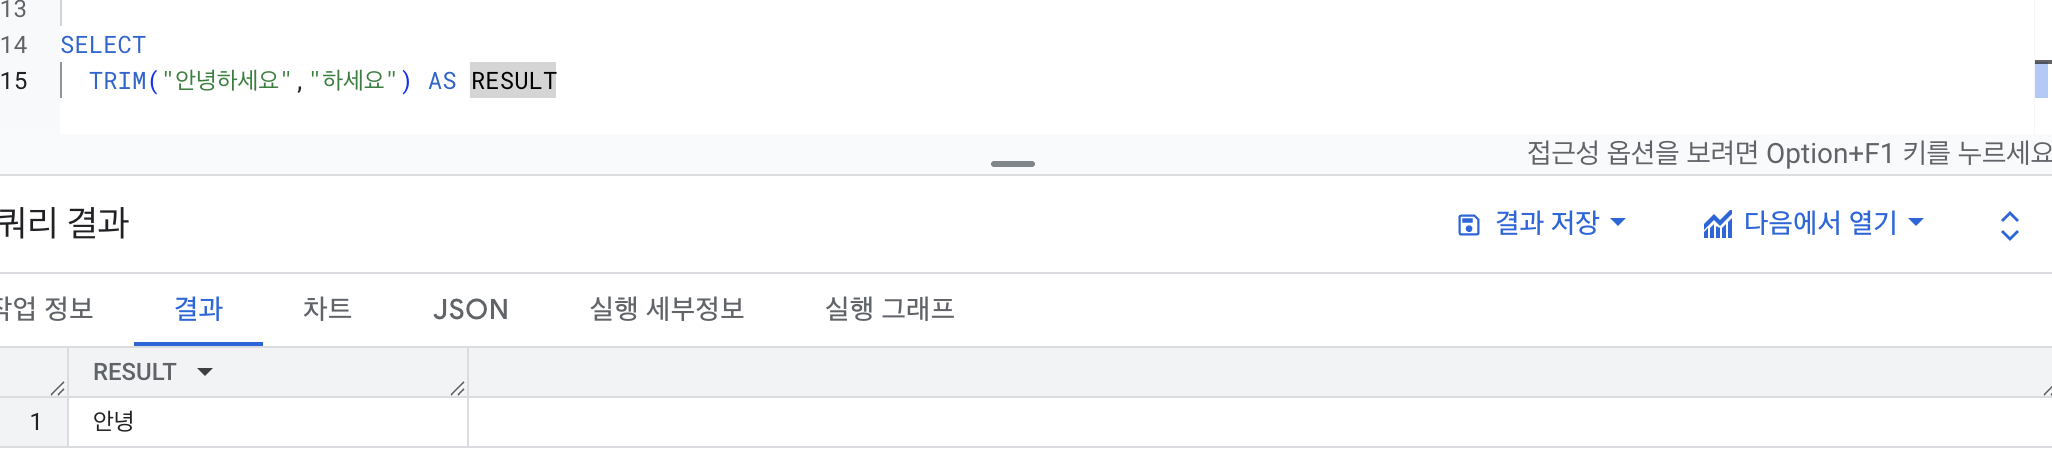 13
14 SELECT
15 TRIM("안녕하세요","하세요") AS RESULT
접근성 옵션을 보려면 Option+F1 키를 누르세요
쿼리 결과 결과 저장 다음에서 열기
작업 정보 결과 차트 JSON 실행 세부정보 실행 그래프
RESULT
1 안녕